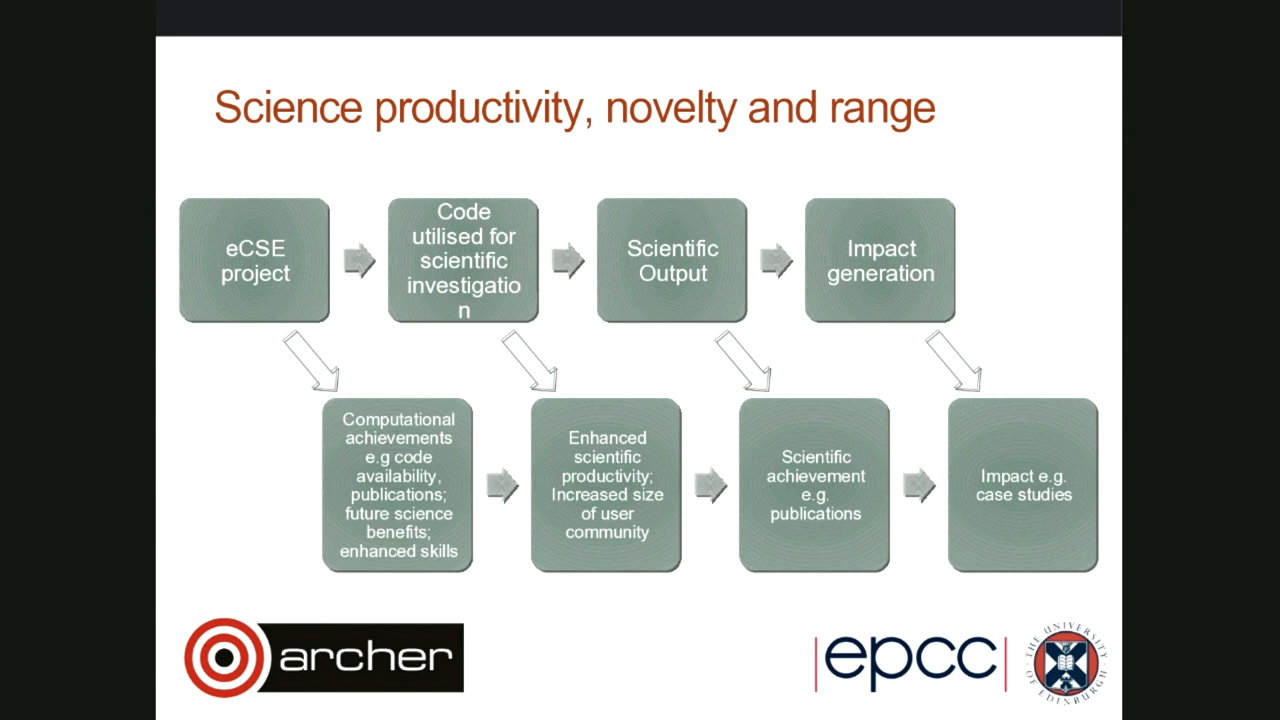 Science productivity, novelty and range
eCSE
project
Code
utilised for
scientific
investigatio
n
Scientific
Output
Impact
generation
Computational
achievements
e.g code
availability,
publications;
future science
benefits;
enhanced skills
Enhanced
scientific
productivity;
Increased size
of user
community
Scientific
achievement
e.g.
publications
Impact e.g.
case studies
archer
|epcc|
THE UNIVERSITY
OF EDINBURGH